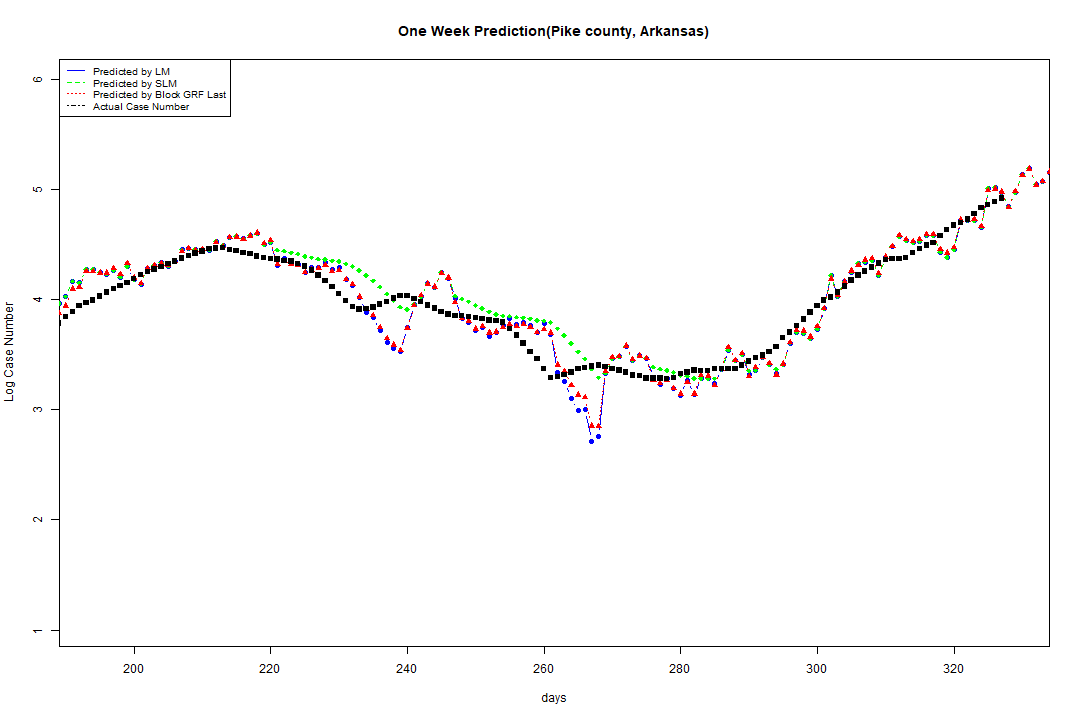 One Week Prediction(Pike county, Arkansas)
Predicted by LM
Predicted by SLM
Predicted by Block GRF Last
Actual Case Number
6
5
4
3
2
1
Log Case Number
200 220 240 260 280 300 320
days